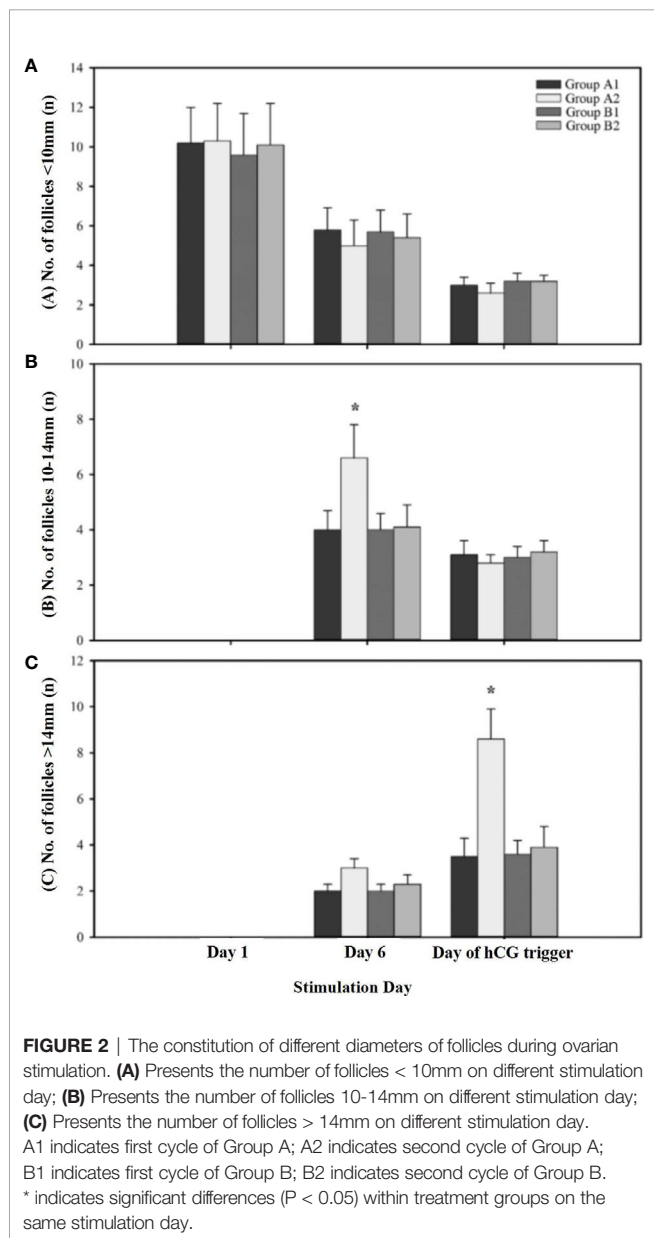 A
14
12
10
8
6
4
2
0
(A) No. of follicles <10mm (n)
Group A1
Group A2
Group B1
Group B2
B
10
8
6
4
2
0
(B) No. of follicles 10-14mm (n)
*
C
12
10
8
6
4
2
0
(C) No. of follicles >14mm (n)
*
Day 1 Day 6 Day of hCG trigger
Stimulation Day
FIGURE 2 | The constitution of different diameters of follicles during ovarian
stimulation. (A) Presents the number of follicles < 10mm on different stimulation
day; (B) Presents the number of follicles 10-14mm on different stimulation day;
(C) Presents the number of follicles > 14mm on different stimulation day.
A1 indicates first cycle of Group A; A2 indicates second cycle of Group A;
B1 indicates first cycle of Group B; B2 indicates second cycle of Group B.
* indicates significant differences (P < 0.05) within treatment groups on the
same stimulation day.